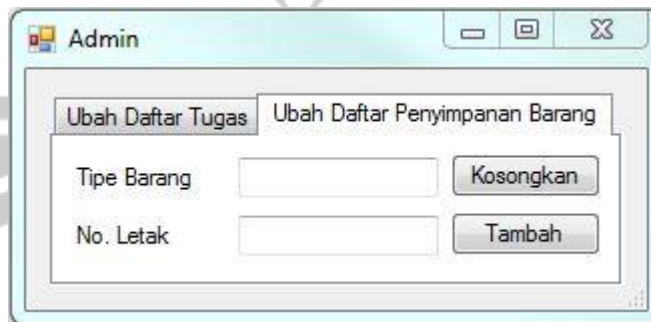 Admin
Ubah Daftar Tugas Ubah Daftar Penyimpanan Barang
Tipe Barang Kosongkan
No. Letak Tambah